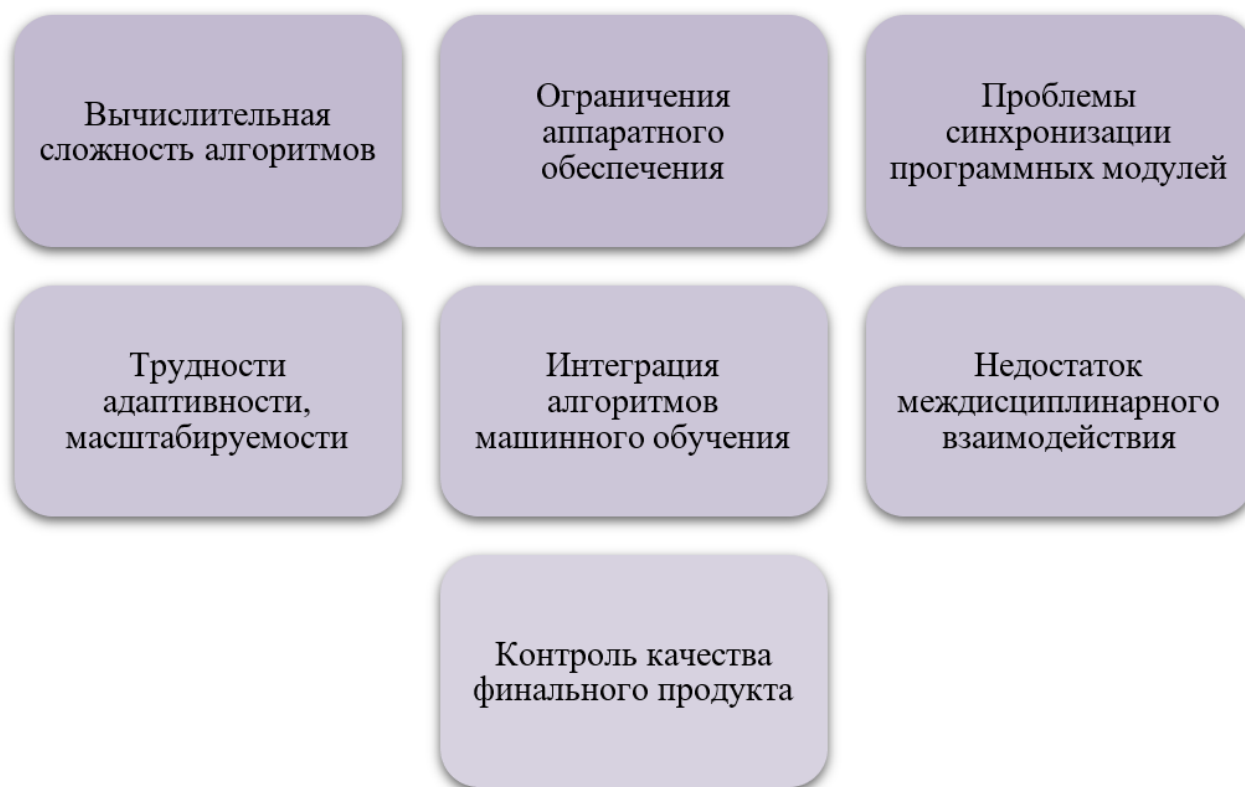 Вычислительная
сложность алгоритмов
Ограничения
аппаратного
обеспечения
Проблемы
синхронизации
программных модулей
Трудности
адаптивности,
масштабируемости
Интеграция
алгоритмов
машинного обучения
Недостаток
междисциплинарного
взаимодействия
Контроль качества
финального продукта